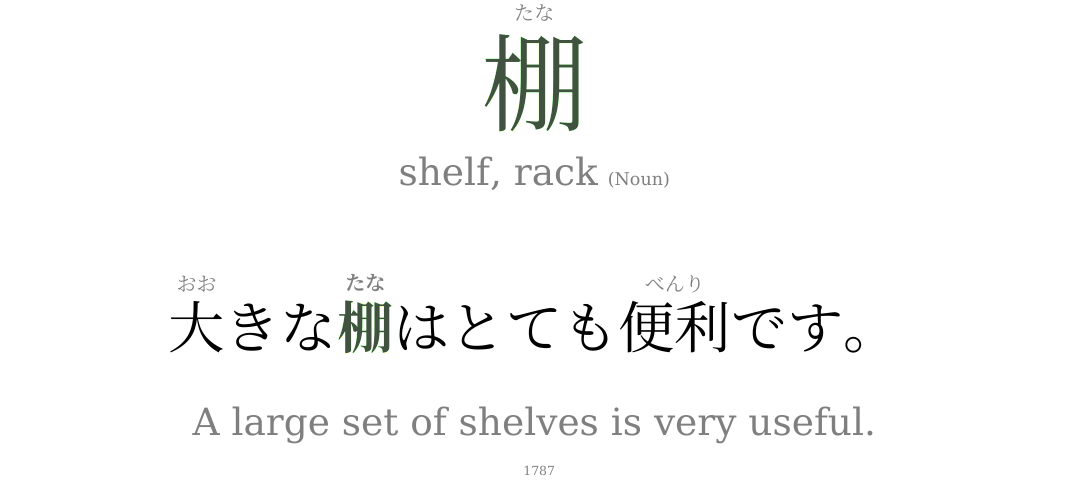 たな
棚
shelf, rack (Noun)
おお たな べんり
大きな棚はとても便利です。
A large set of shelves is very useful.
1787